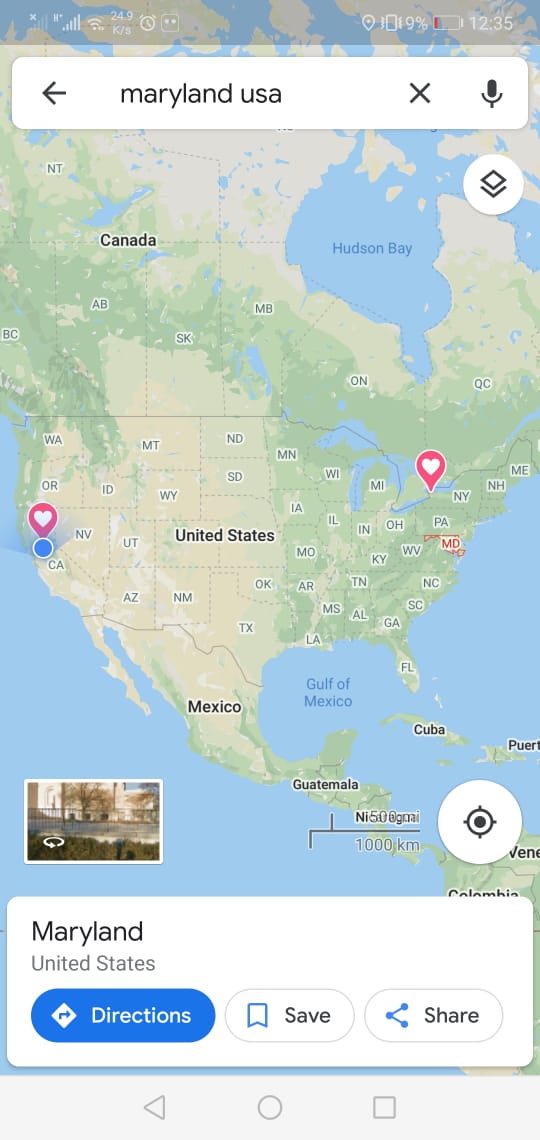 24.9
K/s
9%
12:35
maryland usa
NT
Canada
Hudson Bay
AB
MB
BC
SK
ON
QC
WA
MT
ND
MN
ME
OR
ID
SD
WI
MI
NH
WY
NY
IA
NV
UT
United States
IL
IN
OH
PA
MO
WV
MD
CA
KY
AZ
NM
OK
AR
TN
NC
MS
AL
SC
TX
GA
LA
FL
Gulf of
Mexico
Mexico
Cuba
Puert
Guatemala
500 mi
1000 km
Vene
Colombia
Maryland
United States
Directions
Save
Share